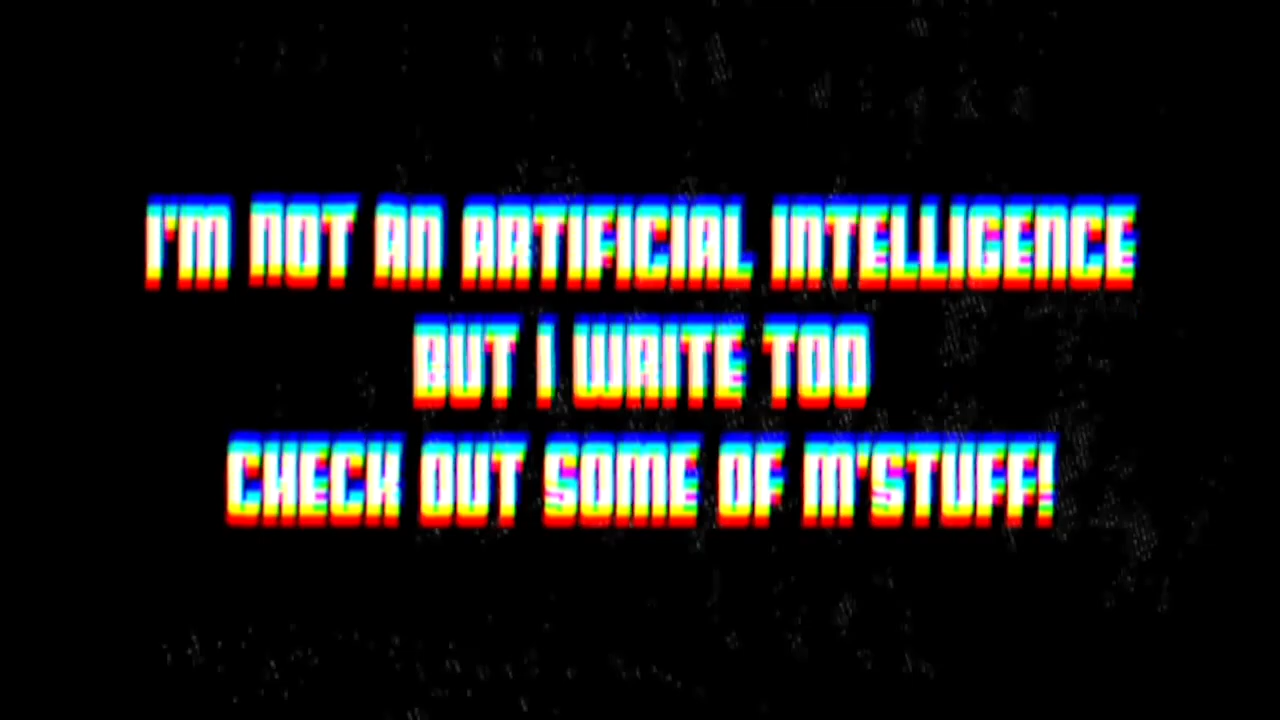 I'M NOT AN ARTIFICIAL INTELLIGENCE
BUT I WRITE TOO
CHECK OUT SOME OF M'STUFF!